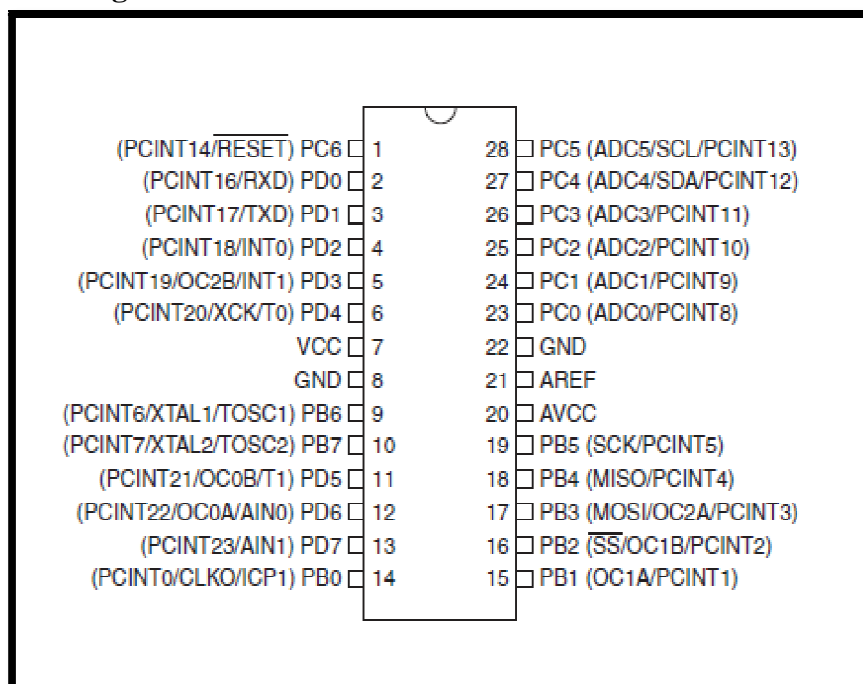 (PCINT14/RESET) PC6 1 28 PC5 (ADC5/SCL/PCINT13)
(PCINT16/RXD) PD0 2 27 PC4 (ADC4/SDA/PCINT12)
(PCINT17/TXD) PD1 3 26 PC3 (ADC3/PCINT11)
(PCINT18/INT0) PD2 4 25 PC2 (ADC2/PCINT10)
(PCINT19/OC2B/INT1) PD3 5 24 PC1 (ADC1/PCINT9)
(PCINT20/XCK/T0) PD4 6 23 PC0 (ADC0/PCINT8)
VCC 7 22 GND
GND 8 21 AREF
(PCINT6/XTAL1/TOSC1) PB6 9 20 AVCC
(PCINT7/XTAL2/TOSC2) PB7 10 19 PB5 (SCK/PCINT5)
(PCINT21/OC0B/T1) PD5 11 18 PB4 (MISO/PCINT4)
(PCINT22/OC0A/AIN0) PD6 12 17 PB3 (MOSI/OC2A/PCINT3)
(PCINT23/AIN1) PD7 13 16 PB2 (SS/OC1B/PCINT2)
(PCINT0/CLKO/ICP1) PB0 14 15 PB1 (OC1A/PCINT1)